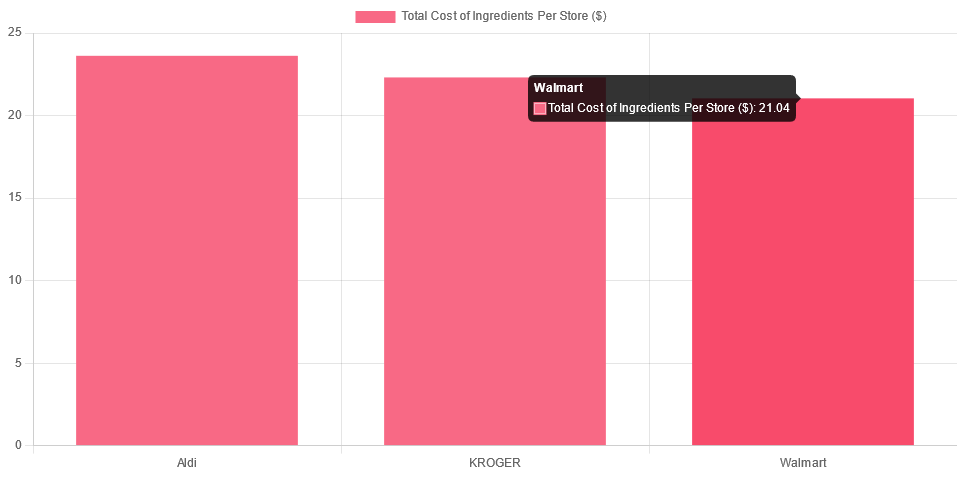 Total Cost of Ingredients Per Store ($)
25
Walmart
Total Cost of Ingredients Per Store ($): 21.04
20
15
10
5
0
Aldi
KROGER
Walmart